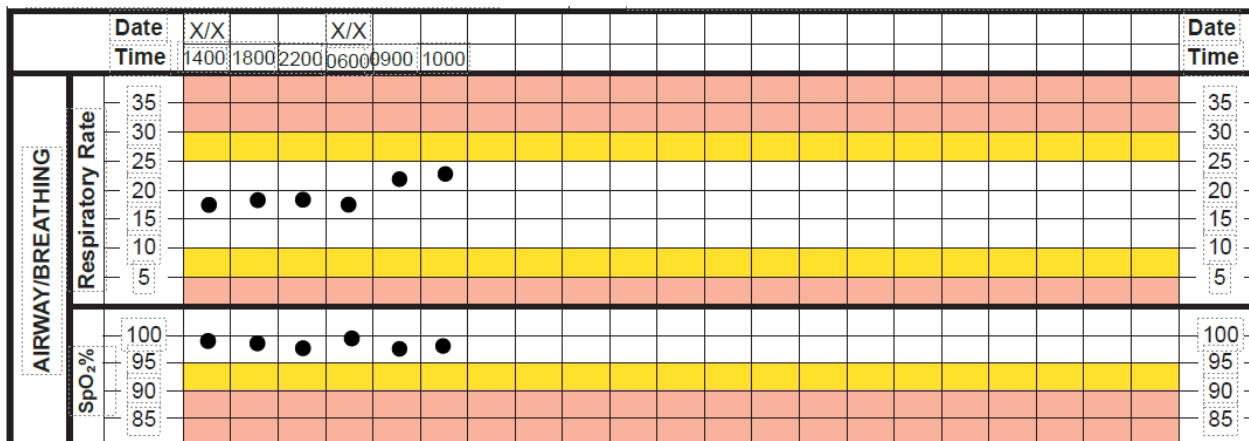 Date X/X X/X Date
Time 1400 1800 2200 0600 0900 1000 Time
AIRWAY/BREATHING
Respiratory Rate
35 35
30 30
25 25
20 20
15 15
10 10
5 5
SpO₂%
100 100
95 95
90 90
85 85